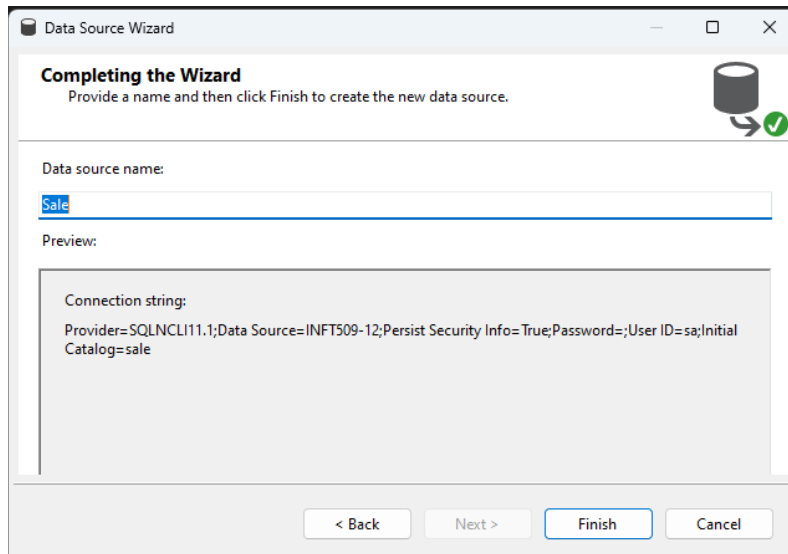 Data Source Wizard
Completing the Wizard
Provide a name and then click Finish to create the new data source.
Data source name:
Sale
Preview:
Connection string:
Provider=SQLNCLI11.1;Data Source=INFT509-12;Persist Security Info=True;Password=;User ID=sa;Initial
Catalog=sale
< Back
Next >
Finish
Cancel